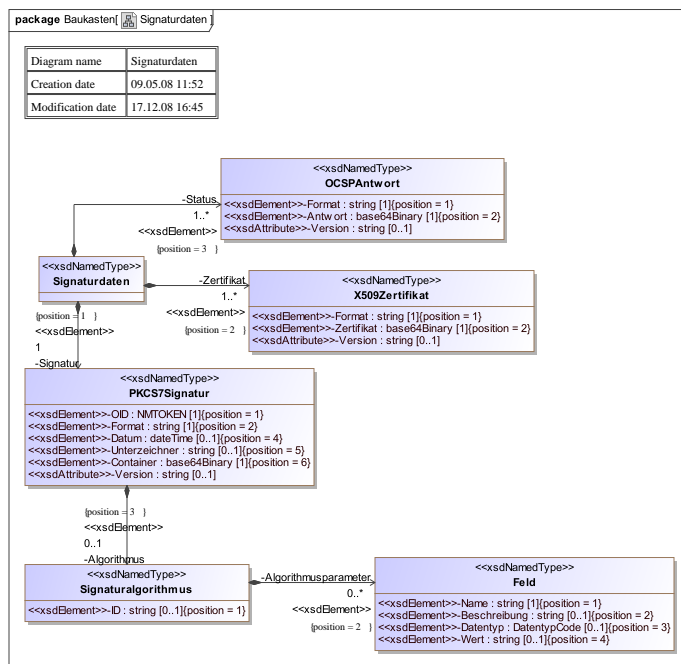 package Baukasten[ Signaturdaten ]
Diagram name Signaturdaten
Creation date 09.05.08 11:52
Modification date 17.12.08 16:45
<<xsdNamedType>>
OCSPAntwort
<<xsdElement>>-Format : string [1]{position = 1}
<<xsdElement>>-Antwort : base64Binary [1]{position = 2}
<<xsdAttribute>>-Version : string [0..1]
-Status
1..*
<<xsdElement>>
{position = 3 }
<<xsdNamedType>>
Signaturdaten
-Zertifikat
1..*
<<xsdElement>>
{position = 2 }
<<xsdNamedType>>
X509Zertifikat
<<xsdElement>>-Format : string [1]{position = 1}
<<xsdElement>>-Zertifikat : base64Binary [1]{position = 2}
<<xsdAttribute>>-Version : string [0..1]
{position = 1 }
<<xsdElement>>
1
-Signatur
<<xsdNamedType>>
PKCS7Signatur
<<xsdElement>>-OID : NMTOKEN [1]{position = 1}
<<xsdElement>>-Format : string [1]{position = 2}
<<xsdElement>>-Datum : dateTime [0..1]{position = 4}
<<xsdElement>>-Unterzeichner : string [0..1]{position = 5}
<<xsdElement>>-Container : base64Binary [1]{position = 6}
<<xsdAttribute>>-Version : string [0..1]
{position = 3 }
<<xsdElement>>
0..1
-Algorithmus
<<xsdNamedType>>
Signaturalgorithmus
<<xsdElement>>-ID : string [0..1]{position = 1}
-Algorithmusparameter
0..*
<<xsdElement>>
{position = 2 }
<<xsdNamedType>>
Feld
<<xsdElement>>-Name : string [1]{position = 1}
<<xsdElement>>-Beschreibung : string [0..1]{position = 2}
<<xsdElement>>-Datentyp : DatentypCode [0..1]{position = 3}
<<xsdElement>>-Wert : string [0..1]{position = 4}